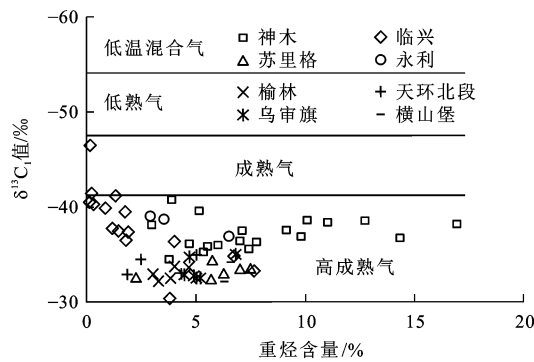 −60
−50
−40
−30
δ¹³C₁值/‰
低温混合气
低熟气
成熟气
高成熟气
神木
临兴
苏里格
永利
榆林
天环北段
乌审旗
横山堡
0
5
10
15
20
重烃含量/%